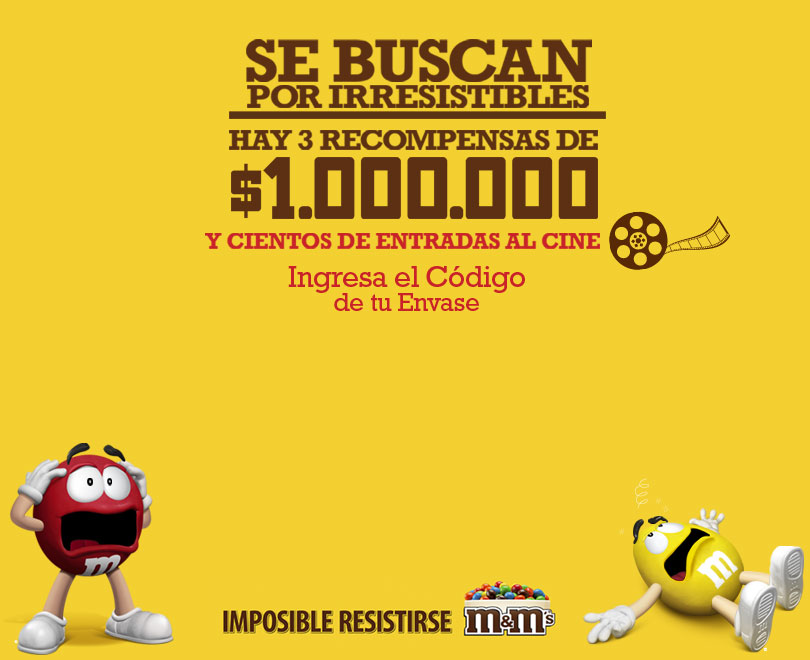 SE BUSCAN
POR IRRESISTIBLES
HAY 3 RECOMPENSAS DE
$1.000.000
Y CIENTOS DE ENTRADAS AL CINE
Ingresa el Código
de tu Envase
m
m
IMPOSIBLE RESISTIRSE m&m's